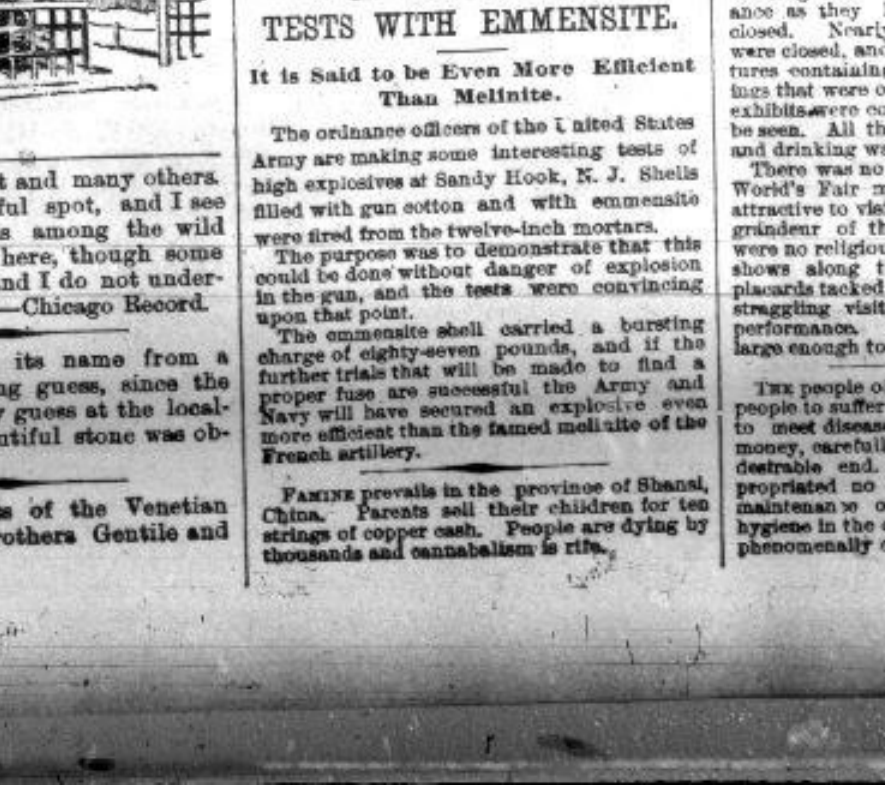 t and many others.
ful spot, and I see
s among the wild
here, though some
nd I do not under-
—Chicago Record.
its name from a
ng guess, since the
y guess at the local-
ntiful stone was ob-
s of the Venetian
rothers Gentile and
TESTS WITH EMMENSITE.
It is Said to be Even More Efficient
Than Melinite.
The ordnance officers of the United States
Army are making some interesting tests of
high explosives at Sandy Hook, N. J. Shells
filled with gun cotton and with emmensite
were fired from the twelve-inch mortars.
The purpose was to demonstrate that this
could be done without danger of explosion
in the gun, and the tests were convincing
upon that point.
The emmensite shell carried a bursting
charge of eighty-seven pounds, and if the
further trials that will be made to find a
proper fuse are successful the Army and
Navy will have secured an explosive even
more efficient than the famed melinite of the
French artillery.
FAMINE prevails in the province of Shansi,
China. Parents sell their children for ten
strings of copper cash. People are dying by
thousands and cannabalism is rife.
ance as they
closed. Nearly
were closed, and
tures containing
ings that were o
exhibits were co
be seen. All th
and drinking wa
There was no
World's Fair m
attractive to visi
grandeur of th
were no religiou
shows along t
placards tacked
straggling visit
performance.
large enough to
THE people o
people to suffer
to meet disease
money, carefull
desirable end.
propriated no
maintenance o
hygiene in the c
phenomenally